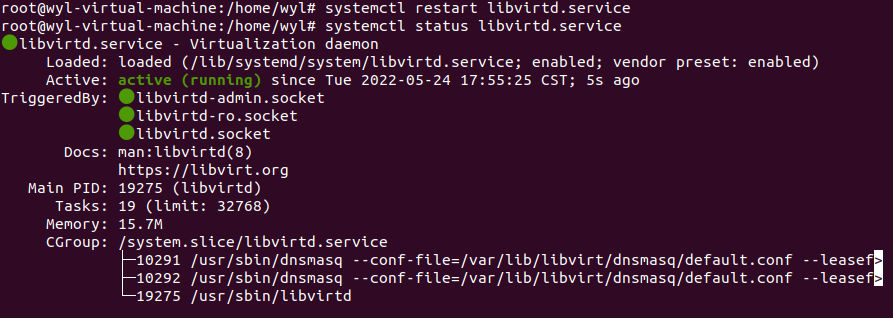 root@wyl-virtual-machine:/home/wyl# systemctl restart libvirtd.service
root@wyl-virtual-machine:/home/wyl# systemctl status libvirtd.service
●libvirtd.service - Virtualization daemon
Loaded: loaded (/lib/systemd/system/libvirtd.service; enabled; vendor preset: enabled)
Active: active (running) since Tue 2022-05-24 17:55:25 CST; 5s ago
TriggeredBy: ●libvirtd-admin.socket
●libvirtd-ro.socket
●libvirtd.socket
Docs: man:libvirtd(8)
https://libvirt.org
Main PID: 19275 (libvirtd)
Tasks: 19 (limit: 32768)
Memory: 15.7M
CGroup: /system.slice/libvirtd.service
├─10291 /usr/sbin/dnsmasq --conf-file=/var/lib/libvirt/dnsmasq/default.conf --leasef>
├─10292 /usr/sbin/dnsmasq --conf-file=/var/lib/libvirt/dnsmasq/default.conf --leasef>
└─19275 /usr/sbin/libvirtd